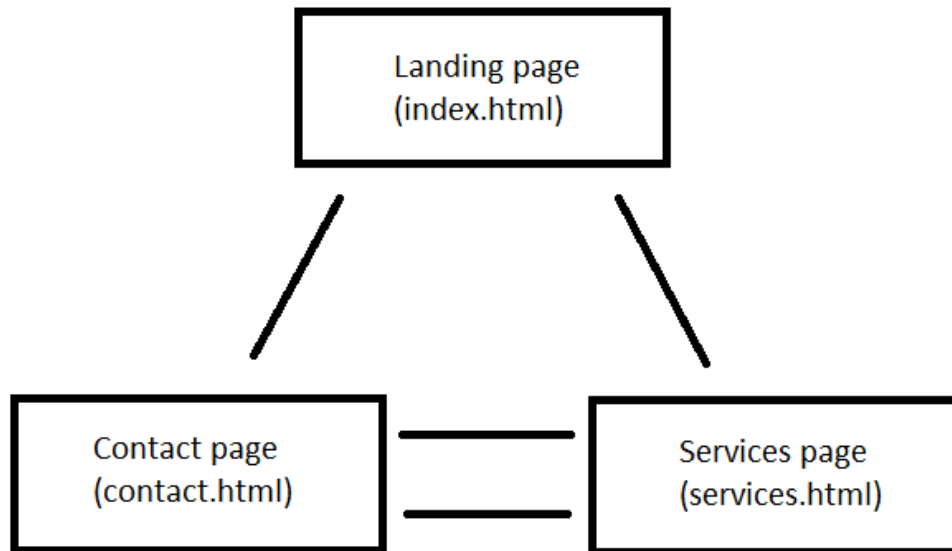 Landing page
(index.html)
Contact page
(contact.html)
Services page
(services.html)